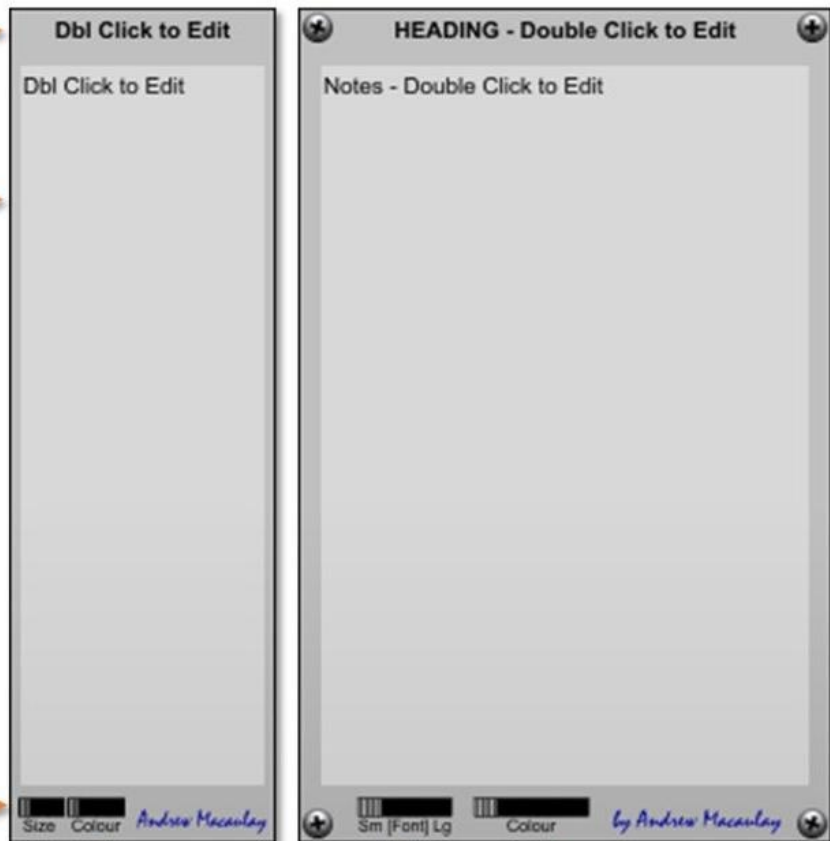 Dbl Click to Edit
Dbl Click to Edit
Size Colour Andrew Macaulay
HEADING - Double Click to Edit
Notes - Double Click to Edit
Sm [Font] Lg Colour by Andrew Macaulay